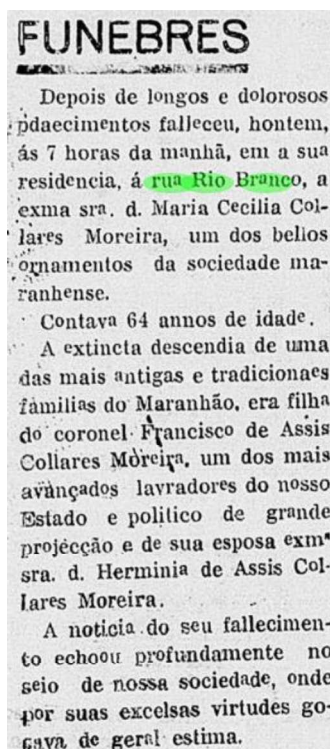 FUNEBRES
Depois de longos e dolorosos
pdaecimentos falleceu, hontem,
ás 7 horas da manhã, em a sua
residencia, á rua Rio Branco, a
exma sra. d. Maria Cecilia Col-
lares Moreira, um dos bellos
ornamentos da sociedade ma-
ranhense.
Contava 64 annos de idade.
A extincta descendia de uma
das mais antigas e tradicionaes
familias do Maranhão, era filha
do coronel Francisco de Assis
Collares Moreira, um dos mais
avançados lavradores do nosso
Estado e politico de grande
projecção e de sua esposa exmª
sra. d. Herminia de Assis Col-
lares Moreira.
A noticia do seu fallecimen-
to echoou profundamente no
seio de nossa sociedade, onde
por suas excelsas virtudes go-
sava de geral estima.